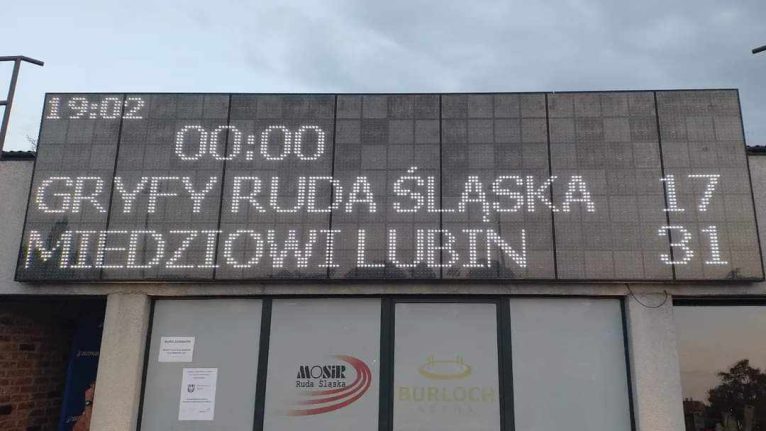 19:02
00:00
GRYFY RUDA ŚLĄSKA 17
MIEDZIOWI LUBIN 31
MOSiR
Ruda Śląska
BURLOCH
ARENA